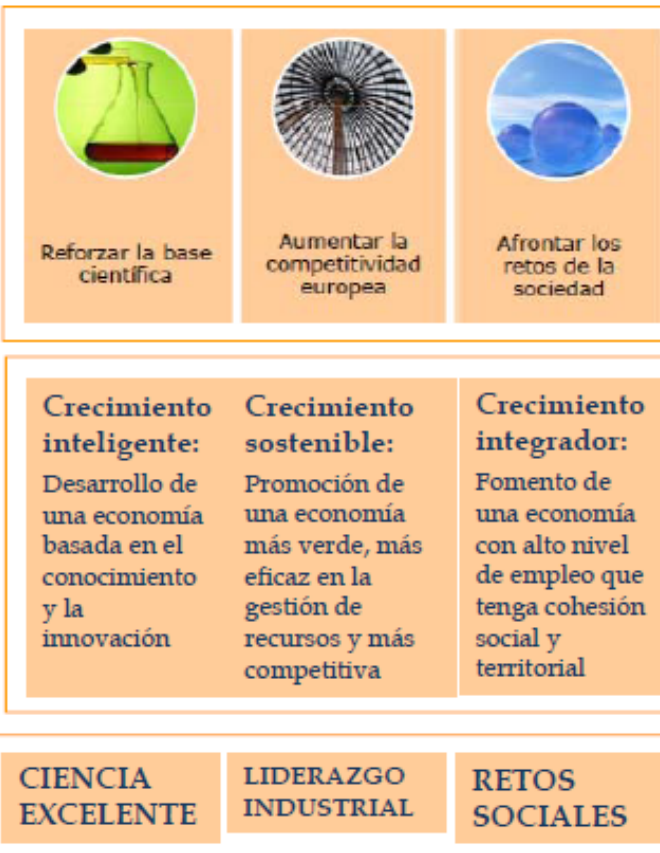 Reforzar la base
científica
Aumentar la
competitividad
europea
Afrontar los
retos de la
sociedad
Crecimiento
inteligente:
Desarrollo de
una economía
basada en el
conocimiento
y la
innovación
Crecimiento
sostenible:
Promoción de
una economía
más verde, más
eficaz en la
gestión de
recursos y más
competitiva
Crecimiento
integrador:
Fomento de
una economía
con alto nivel
de empleo que
tenga cohesión
social y
territorial
CIENCIA
EXCELENTE
LIDERAZGO
INDUSTRIAL
RETOS
SOCIALES